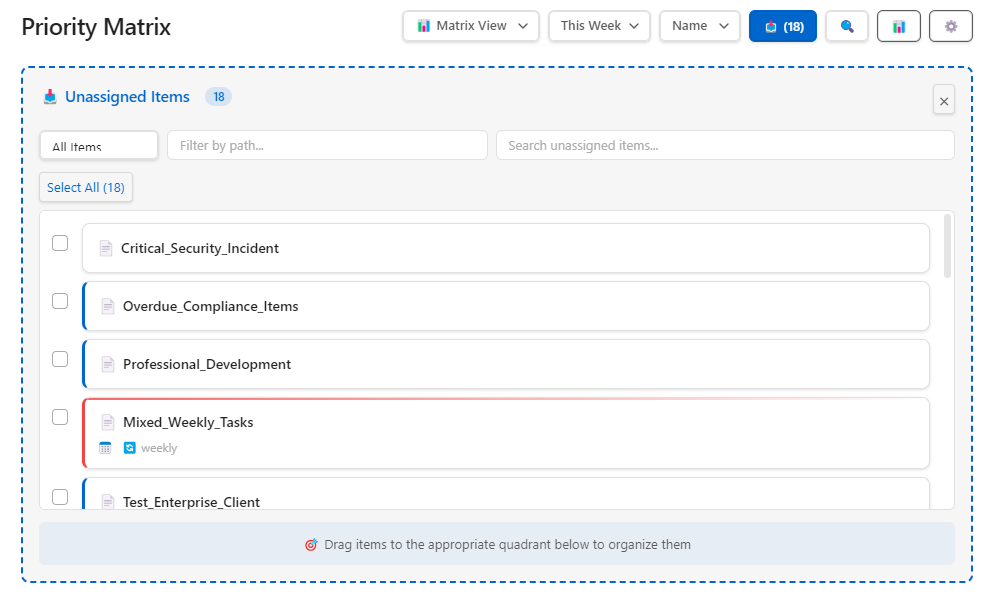 Priority Matrix
Matrix View
This Week
Name
(18)
Unassigned Items
18
×
All Items
Filter by path...
Search unassigned items...
Select All (18)
Critical_Security_Incident
Overdue_Compliance_Items
Professional_Development
Mixed_Weekly_Tasks
weekly
Test_Enterprise_Client
Drag items to the appropriate quadrant below to organize them